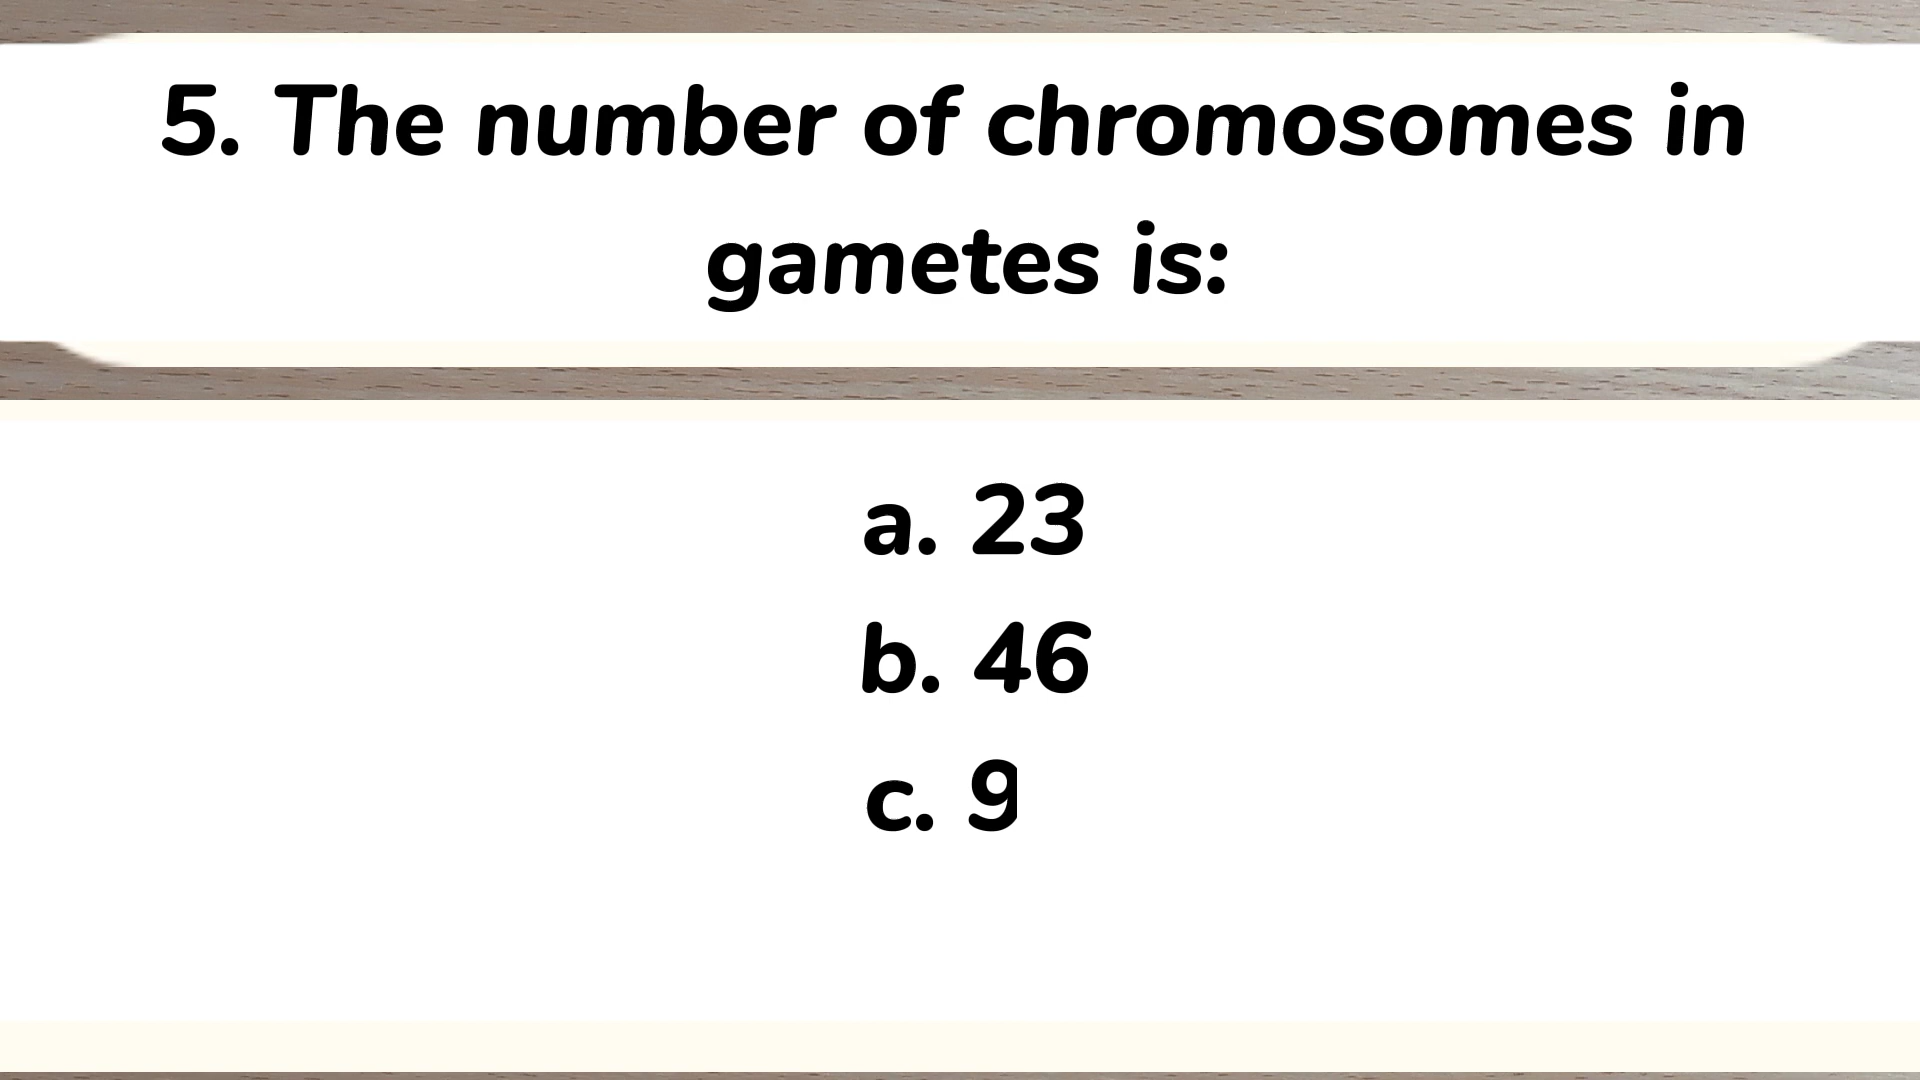 5. The number of chromosomes in
gametes is:
a. 23
b. 46
c. 9